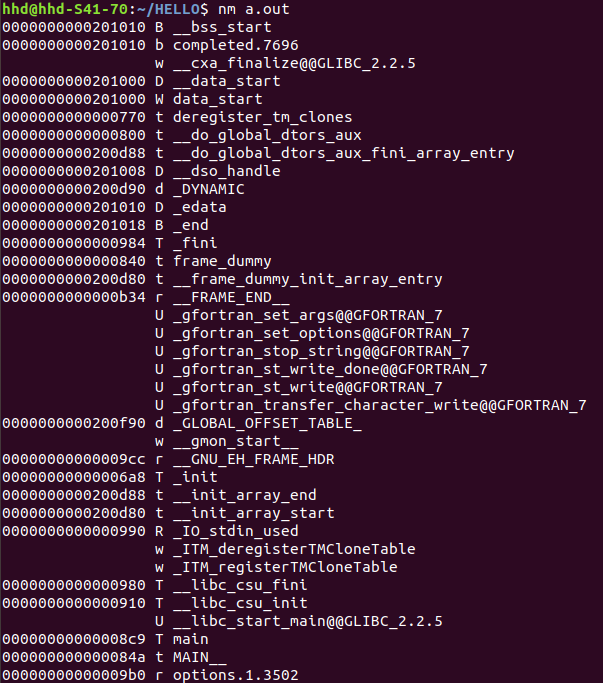 hhd@hhd-S41-70:~/HELLO$ nm a.out
0000000000201010 B __bss_start
0000000000201010 b completed.7696
                 w __cxa_finalize@@GLIBC_2.2.5
0000000000201000 D __data_start
0000000000201000 W data_start
0000000000000770 t deregister_tm_clones
0000000000000800 t __do_global_dtors_aux
0000000000200d88 t __do_global_dtors_aux_fini_array_entry
0000000000201008 D __dso_handle
0000000000200d90 d _DYNAMIC
0000000000201010 D _edata
0000000000201018 B _end
0000000000000984 T _fini
0000000000000840 t frame_dummy
0000000000200d80 t __frame_dummy_init_array_entry
0000000000000b34 r __FRAME_END__
                 U _gfortran_set_args@@GFORTRAN_7
                 U _gfortran_set_options@@GFORTRAN_7
                 U _gfortran_stop_string@@GFORTRAN_7
                 U _gfortran_st_write_done@@GFORTRAN_7
                 U _gfortran_st_write@@GFORTRAN_7
                 U _gfortran_transfer_character_write@@GFORTRAN_7
0000000000200f90 d _GLOBAL_OFFSET_TABLE_
                 w __gmon_start__
00000000000009cc r __GNU_EH_FRAME_HDR
00000000000006a8 T _init
0000000000200d88 t __init_array_end
0000000000200d80 t __init_array_start
0000000000000990 R _IO_stdin_used
                 w _ITM_deregisterTMCloneTable
                 w _ITM_registerTMCloneTable
0000000000000980 T __libc_csu_fini
0000000000000910 T __libc_csu_init
                 U __libc_start_main@@GLIBC_2.2.5
00000000000008c9 T main
000000000000084a t MAIN__
00000000000009b0 r options.1.3502